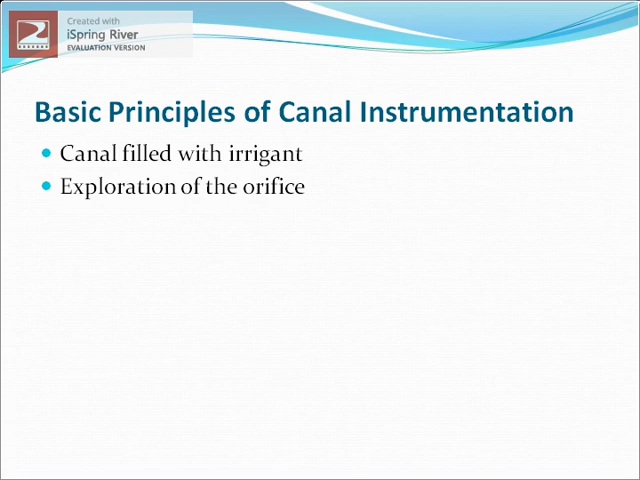 Created with
iSpring River
EVALUATION VERSION
Basic Principles of Canal Instrumentation
Canal filled with irrigant
Exploration of the orifice